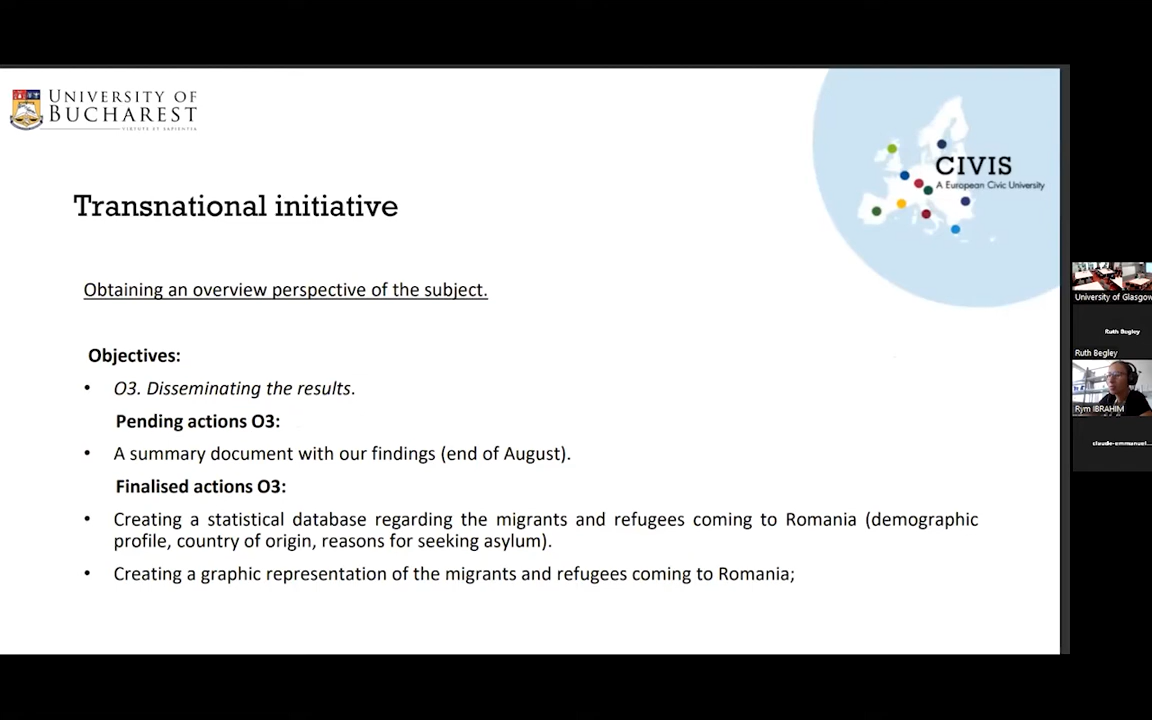 UNIVERSITY OF
BUCHAREST
VIRTUTE ET SAPIENTIA
CIVIS
A European Civic University
Transnational initiative
Obtaining an overview perspective of the subject.
Objectives:
• O3. Disseminating the results.
Pending actions O3:
• A summary document with our findings (end of August).
Finalised actions O3:
• Creating a statistical database regarding the migrants and refugees coming to Romania (demographic
profile, country of origin, reasons for seeking asylum).
• Creating a graphic representation of the migrants and refugees coming to Romania;
University of Glasgow
Ruth Begley
Ruth Begley
Rym IBRAHIM
claude-emmanuel...